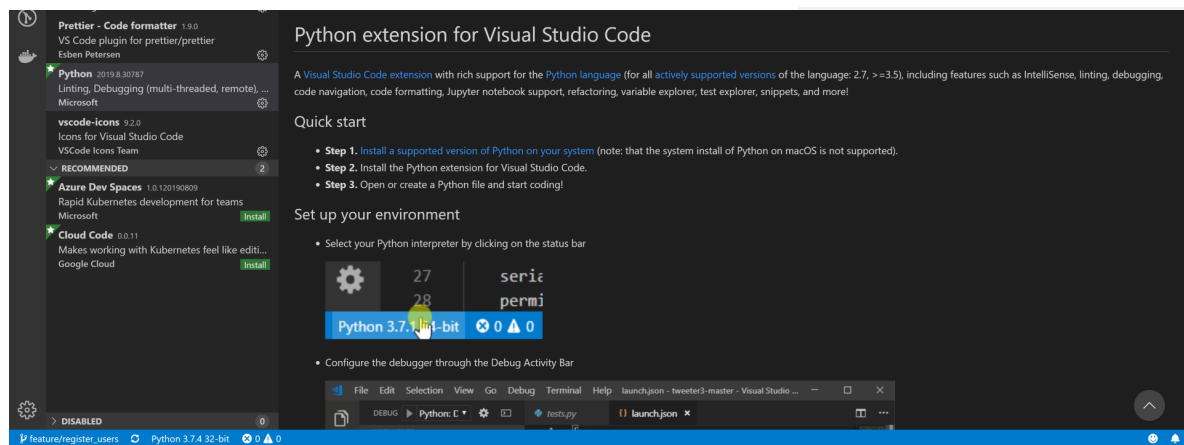 Prettier - Code formatter 1.9.0
VS Code plugin for prettier/prettier
Esben Petersen
Python 2019.8.30787
Linting, Debugging (multi-threaded, remote), ...
Microsoft
vscode-icons 9.2.0
Icons for Visual Studio Code
VSCode Icons Team
RECOMMENDED 2
Azure Dev Spaces 1.0.120190809
Rapid Kubernetes development for teams
Microsoft Install
Cloud Code 0.0.11
Makes working with Kubernetes feel like editi...
Google Cloud Install
DISABLED 0
Python extension for Visual Studio Code
A Visual Studio Code extension with rich support for the Python language (for all actively supported versions of the language: 2.7, >=3.5), including features such as IntelliSense, linting, debugging,
code navigation, code formatting, Jupyter notebook support, refactoring, variable explorer, test explorer, snippets, and more!
Quick start
• Step 1. Install a supported version of Python on your system (note: that the system install of Python on macOS is not supported).
• Step 2. Install the Python extension for Visual Studio Code.
• Step 3. Open or create a Python file and start coding!
Set up your environment
• Select your Python interpreter by clicking on the status bar
27 seria
28 permi
Python 3.7.1 -bit 0 0
• Configure the debugger through the Debug Activity Bar
File Edit Selection View Go Debug Terminal Help launch.json - tweeter3-master - Visual Studio ...
DEBUG Python: tests.py {} launch.json
feature/register_users Python 3.7.4 32-bit 0 0